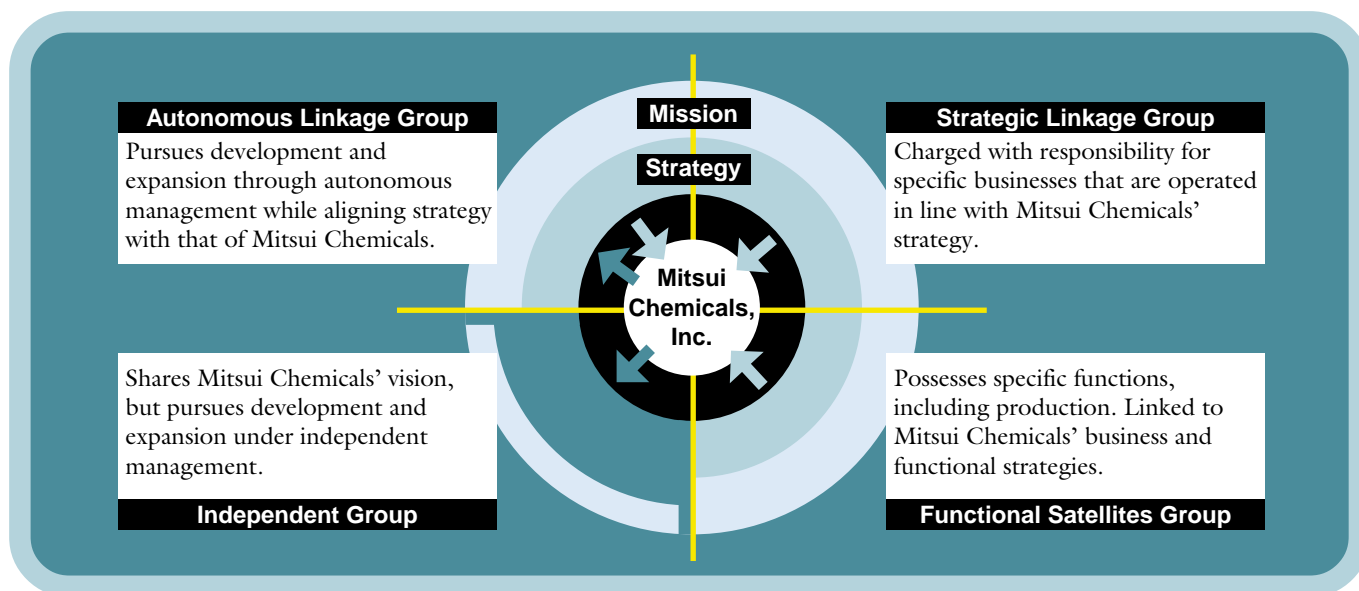 Autonomous Linkage Group
Pursues development and
expansion through autonomous
management while aligning strategy
with that of Mitsui Chemicals.
Mission
Strategy
Strategic Linkage Group
Charged with responsibility for
specific businesses that are operated
in line with Mitsui Chemicals’
strategy.
Mitsui
Chemicals,
Inc.
Shares Mitsui Chemicals’ vision,
but pursues development and
expansion under independent
management.
Independent Group
Possesses specific functions,
including production. Linked to
Mitsui Chemicals’ business and
functional strategies.
Functional Satellites Group